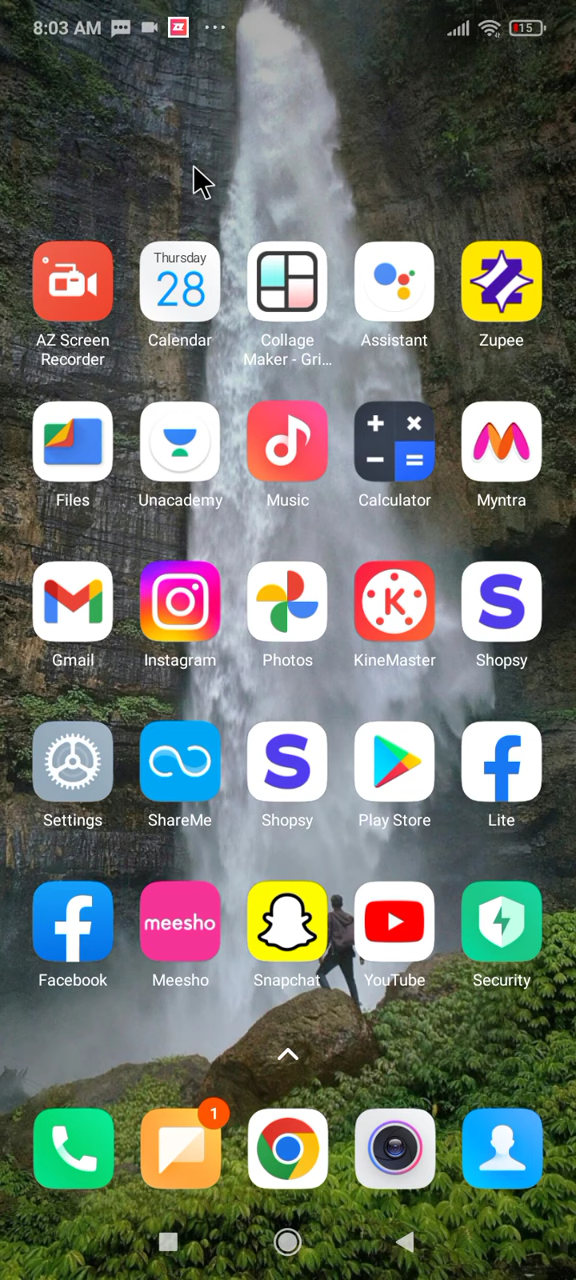 8:03 AM
15
Thursday
28
AZ Screen
Recorder
Calendar
Collage
Maker - Gri...
Assistant
Zupee
Files
Unacademy
Music
Calculator
Myntra
Gmail
Instagram
Photos
K
KineMaster
S
Shopsy
Settings
ShareMe
S
Shopsy
Play Store
Lite
Facebook
meesho
Meesho
Snapchat
YouTube
Security
1